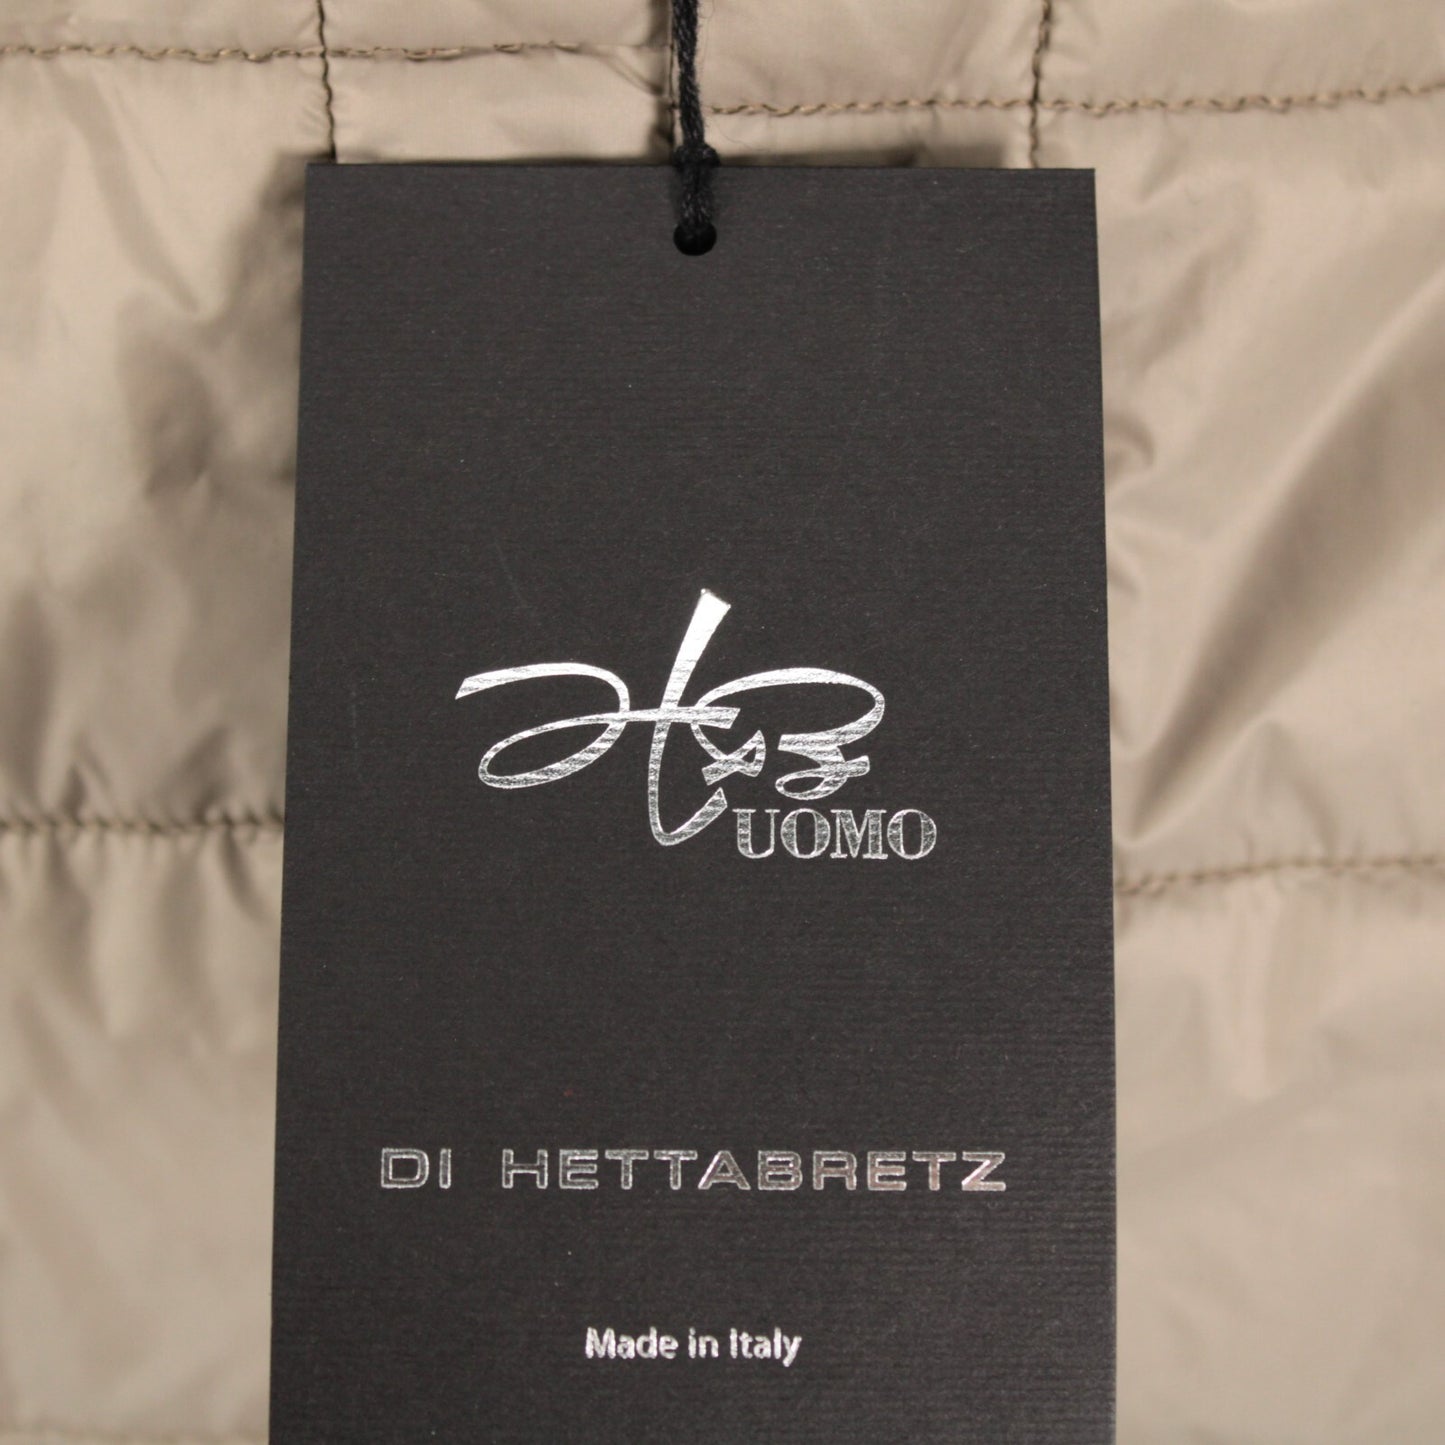 UOMO
DI HETTABRETZ
Made in Italy